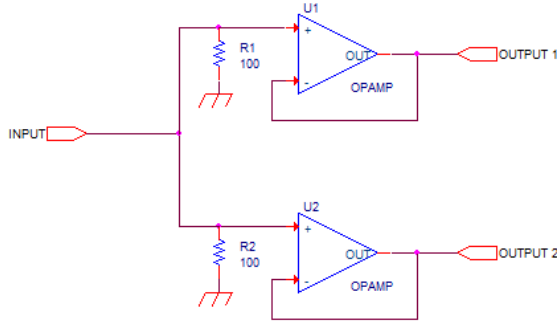 U1
R1
100
+
-
OUT
OPAMP
OUTPUT 1
INPUT
U2
R2
100
+
-
OUT
OPAMP
OUTPUT 2